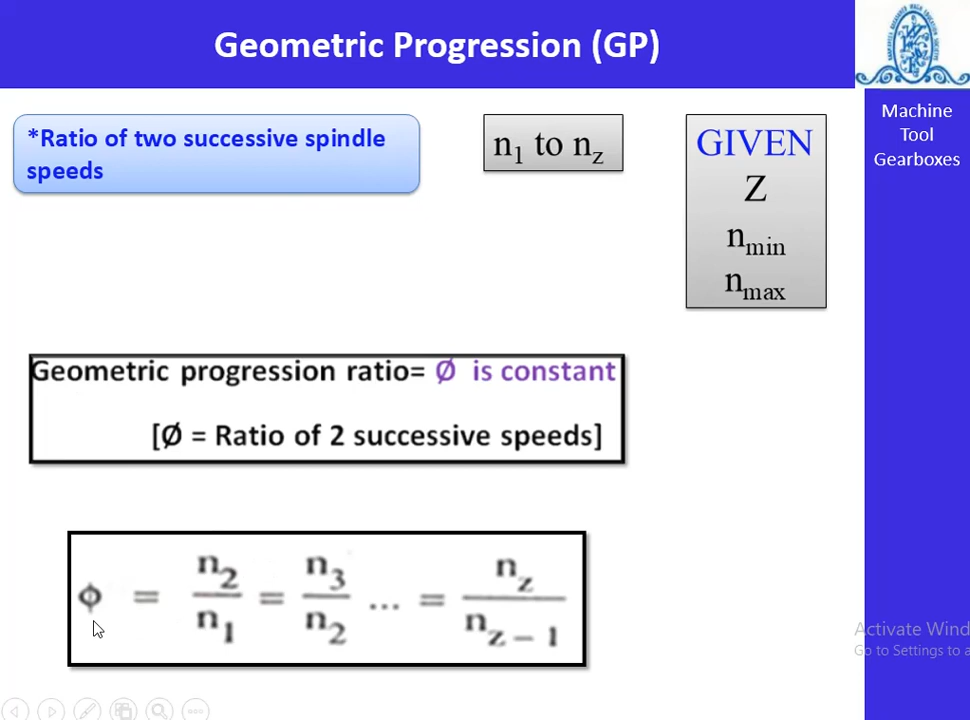 Geometric Progression (GP)
Machine
Tool
Gearboxes
*Ratio of two successive spindle
speeds
n₁ to n_z
GIVEN
Z
n_min
n_max
Geometric progression ratio= Ø is constant
[Ø = Ratio of 2 successive speeds]
ϕ = n₂/n₁ = n₃/n₂ ... = n_z/n_{z − 1}
Activate Wind
Go to Settings to a